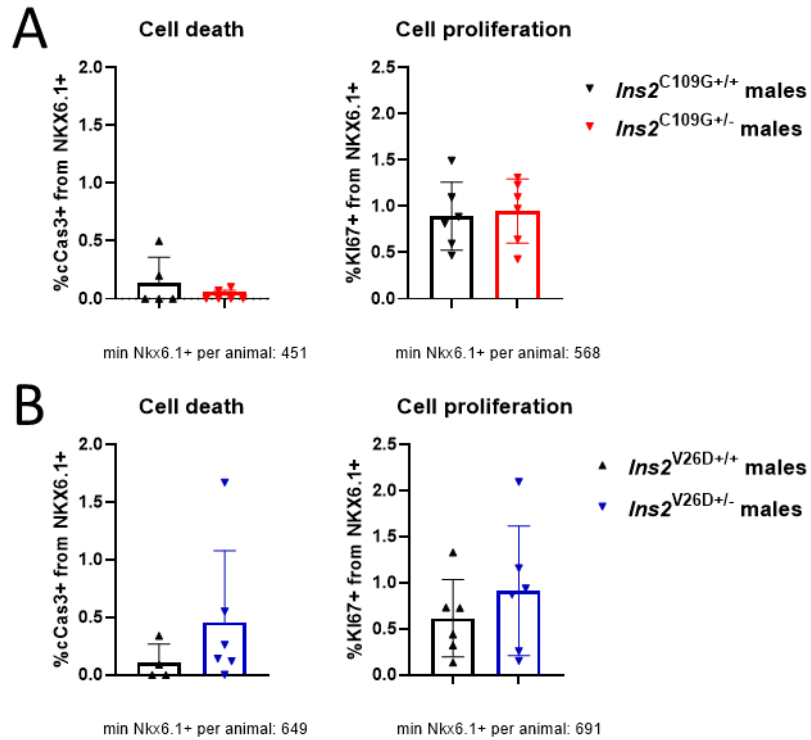 A
Cell death
Cell proliferation
%cCas3+ from NKX6.1+
2.0
1.5
1.0
0.5
0.0
%KI67+ from NKX6.1+
2.5
2.0
1.5
1.0
0.5
0.0
Ins2C109G+/+ males
Ins2C109G+/- males
min Nkx6.1+ per animal: 451
min Nkx6.1+ per animal: 568
B
Cell death
Cell proliferation
%cCas3+ from NKX6.1+
2.0
1.5
1.0
0.5
0.0
%KI67+ from NKX6.1+
2.5
2.0
1.5
1.0
0.5
0.0
Ins2V26D+/+ males
Ins2V26D+/- males
min Nkx6.1+ per animal: 649
min Nkx6.1+ per animal: 691